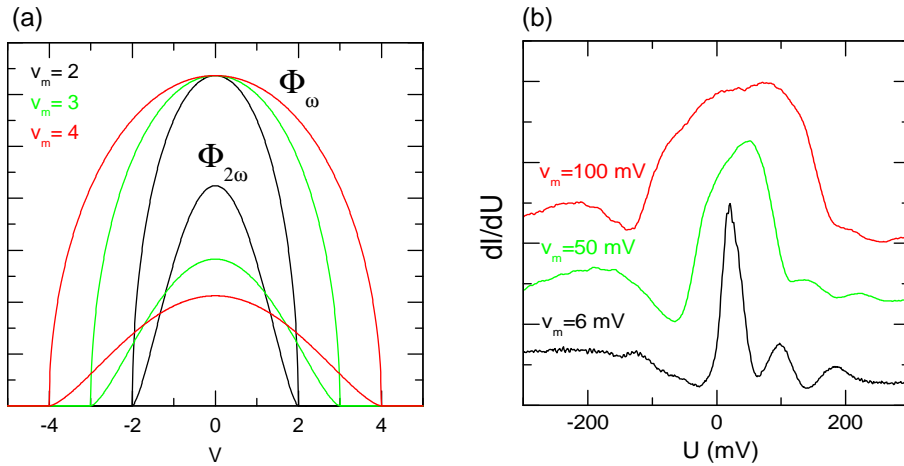 (a)
v_m= 2
v_m= 3
v_m= 4
Φ_ω
Φ_2ω
-4 -2 0 2 4
V
(b)
v_m=100 mV
v_m=50 mV
v_m=6 mV
dI/dU
-200 0 200
U (mV)